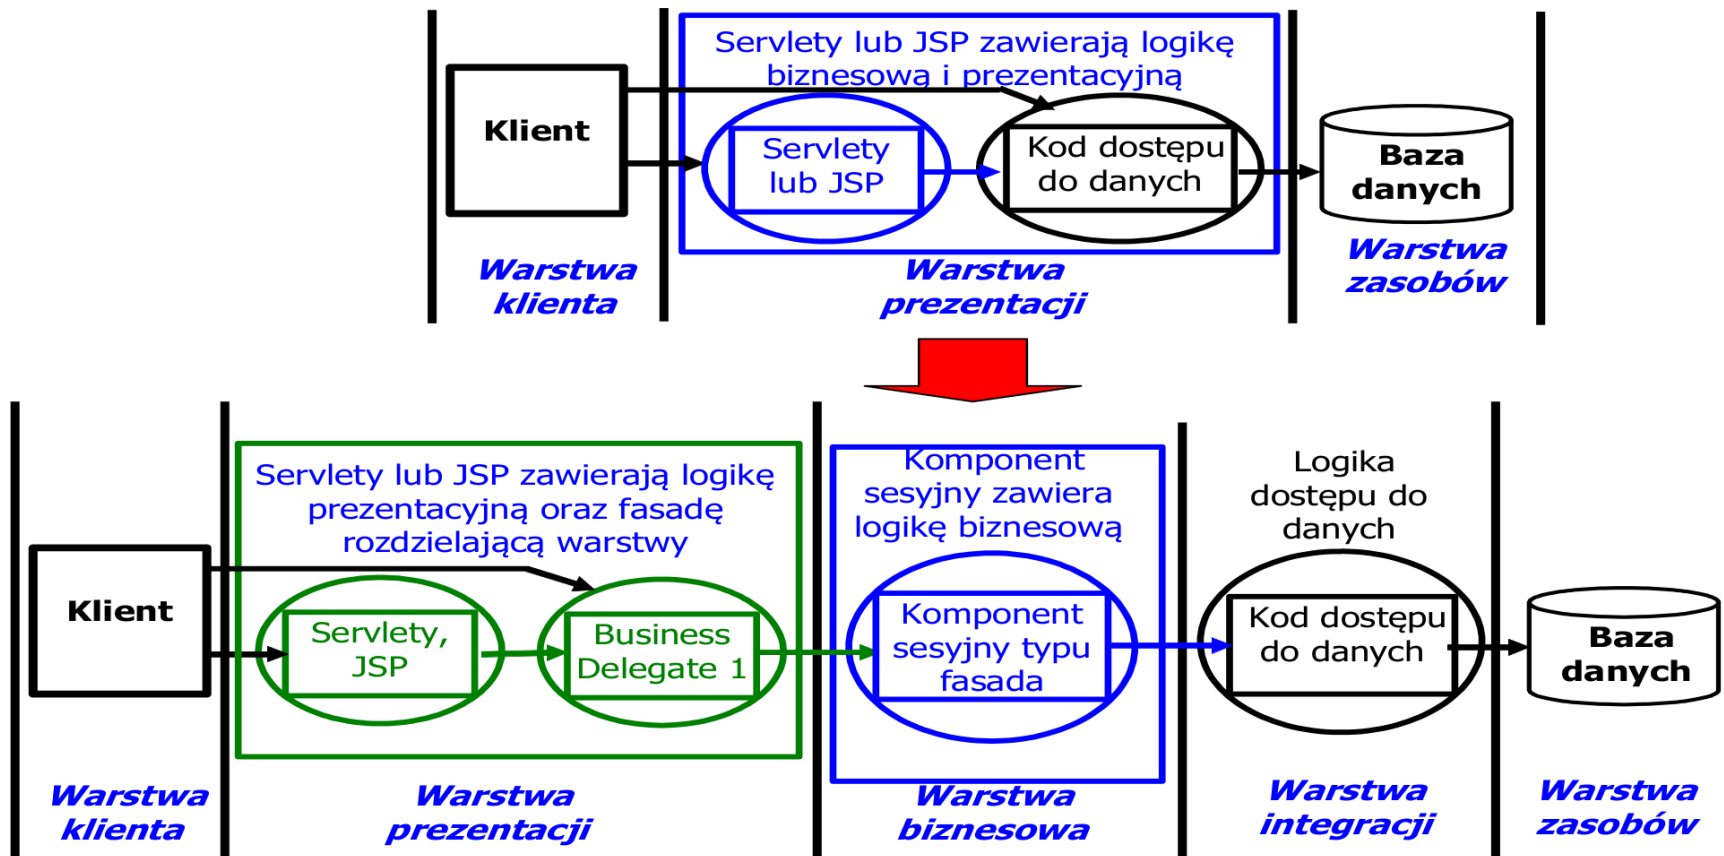 Servlety lub JSP zawierają logikę
biznesową i prezentacyjną
Klient
Servlety
lub JSP
Kod dostępu
do danych
Baza
danych
Warstwa
klienta
Warstwa
prezentacji
Warstwa
zasobów
Servlety lub JSP zawierają logikę
prezentacyjną oraz fasadę
rozdzielającą warstwy
Komponent
sesyjny zawiera
logikę biznesową
Logika
dostępu do
danych
Klient
Servlety,
JSP
Business
Delegate 1
Komponent
sesyjny typu
fasada
Kod dostępu
do danych
Baza
danych
Warstwa
klienta
Warstwa
prezentacji
Warstwa
biznesowa
Warstwa
integracji
Warstwa
zasobów